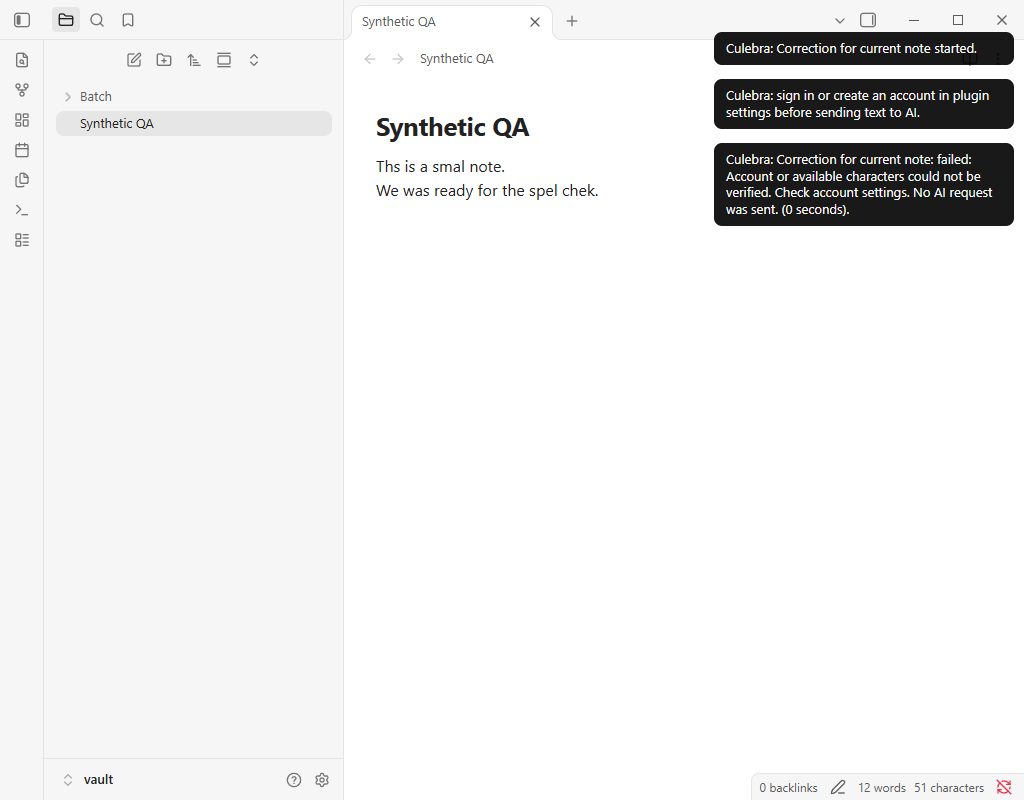 Synthetic QA
Synthetic QA
Batch
Synthetic QA
Synthetic QA
Ths is a smal note.
We was ready for the spel chek.
Culebra: Correction for current note started.
Culebra: sign in or create an account in plugin
settings before sending text to AI.
Culebra: Correction for current note: failed:
Account or available characters could not be
verified. Check account settings. No AI request
was sent. (0 seconds).
vault
0 backlinks
12 words
51 characters